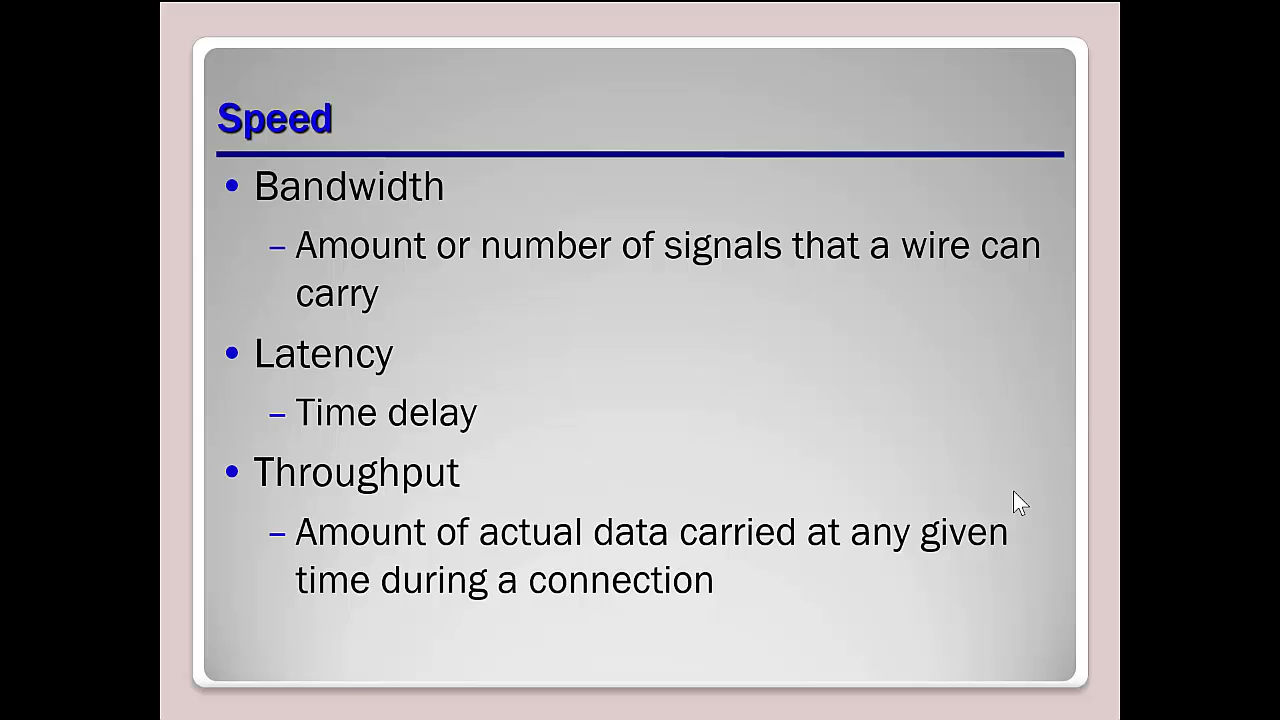 Speed
• Bandwidth
– Amount or number of signals that a wire can
carry
• Latency
– Time delay
• Throughput
– Amount of actual data carried at any given
time during a connection